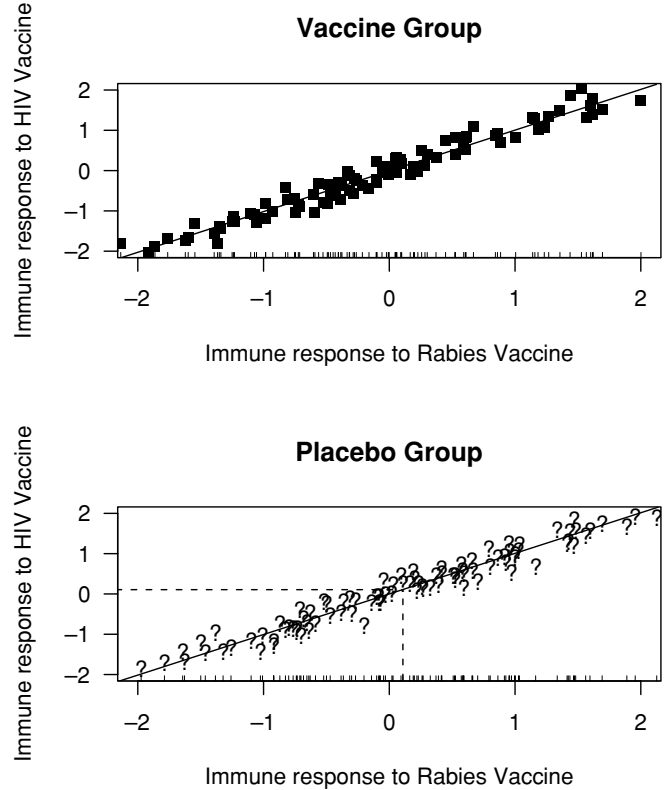 Vaccine Group
Immune response to HIV Vaccine
2
1
0
−1
−2
−2 −1 0 1 2
Immune response to Rabies Vaccine
Placebo Group
Immune response to HIV Vaccine
2
1
0
−1
−2
−2 −1 0 1 2
Immune response to Rabies Vaccine